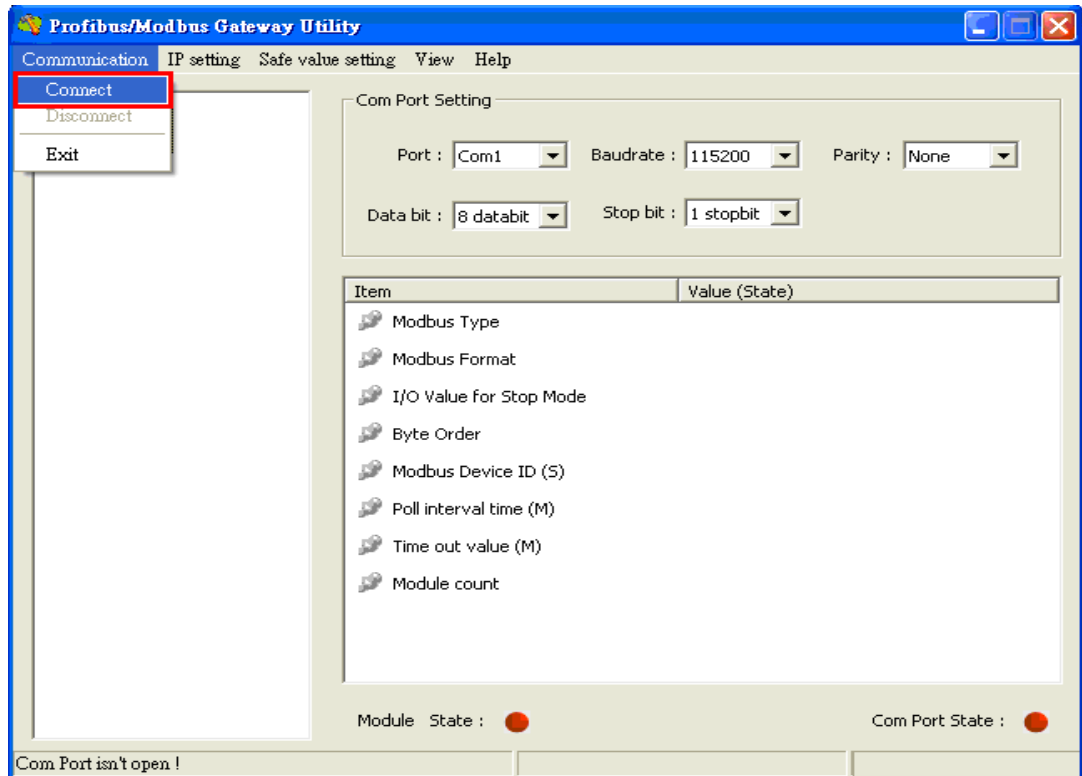 Profibus/Modbus Gateway Utility
Communication IP setting Safe value setting View Help
Connect
Disconnect
Exit
Com Port Setting
Port : Com1 Baudrate : 115200 Parity : None
Data bit : 8 databit Stop bit : 1 stopbit
Item Value (State)
Modbus Type
Modbus Format
I/O Value for Stop Mode
Byte Order
Modbus Device ID (S)
Poll interval time (M)
Time out value (M)
Module count
Module State : Com Port State :
Com Port isn't open !